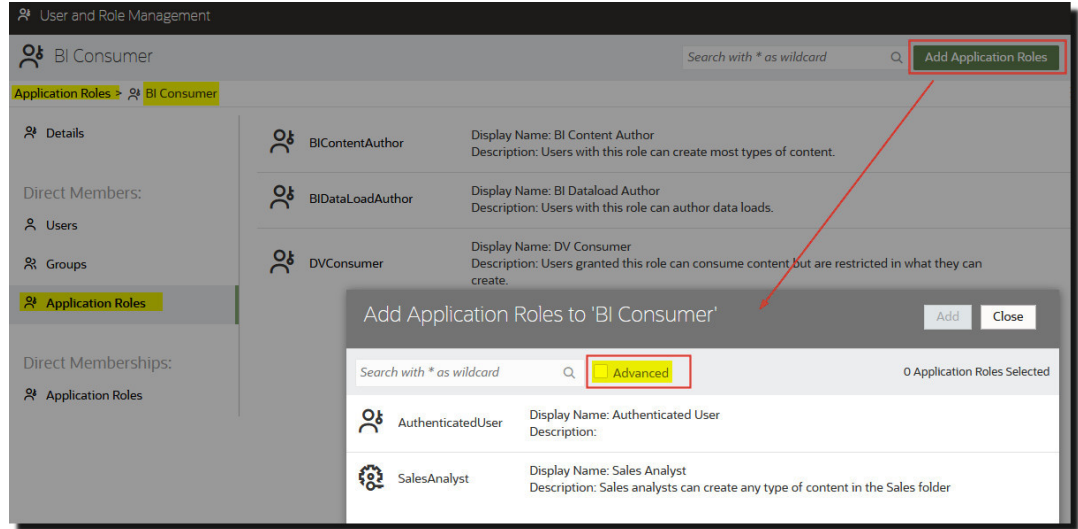 User and Role Management
BI Consumer
Search with * as wildcard
Add Application Roles
Application Roles > BI Consumer
Details
Direct Members:
Users
Groups
Application Roles
Direct Memberships:
Application Roles
BIContentAuthor
Display Name: BI Content Author
Description: Users with this role can create most types of content.
BIDataLoadAuthor
Display Name: BI Dataload Author
Description: Users with this role can author data loads.
DVConsumer
Display Name: DV Consumer
Description: Users granted this role can consume content but are restricted in what they can
create.
Add Application Roles to 'BI Consumer'
Add
Close
Search with * as wildcard
Advanced
0 Application Roles Selected
AuthenticatedUser
Display Name: Authenticated User
Description:
SalesAnalyst
Display Name: Sales Analyst
Description: Sales analysts can create any type of content in the Sales folder